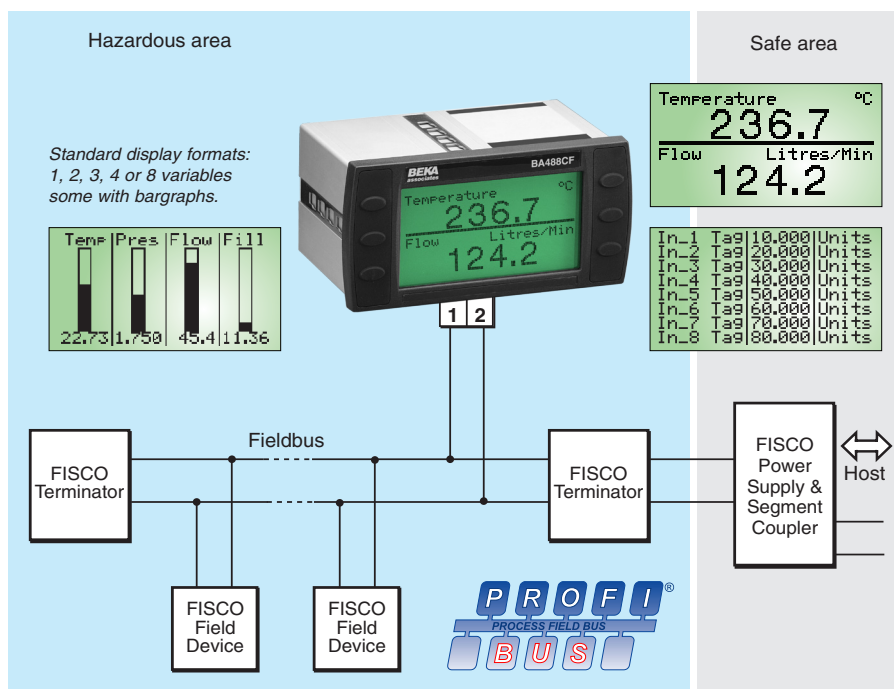 Hazardous area
Safe area
Standard display formats:
1, 2, 3, 4 or 8 variables
some with bargraphs.
Temp Pres Flow Fill
22.73 1.750 45.4 11.36
BEKA
associates
BA488CF
Temperature °C
236.7
Flow Litres/Min
124.2
1 2
Temperature °C
236.7
Flow Litres/Min
124.2
In_1 Tag 10.000 Units
In_2 Tag 20.000 Units
In_3 Tag 30.000 Units
In_4 Tag 40.000 Units
In_5 Tag 50.000 Units
In_6 Tag 60.000 Units
In_7 Tag 70.000 Units
In_8 Tag 80.000 Units
Fieldbus
FISCO
Terminator
FISCO
Terminator
FISCO
Power
Supply &
Segment
Coupler
Host
FISCO
Field
Device
FISCO
Field
Device
PROFI®
PROCESS FIELD BUS
BUS